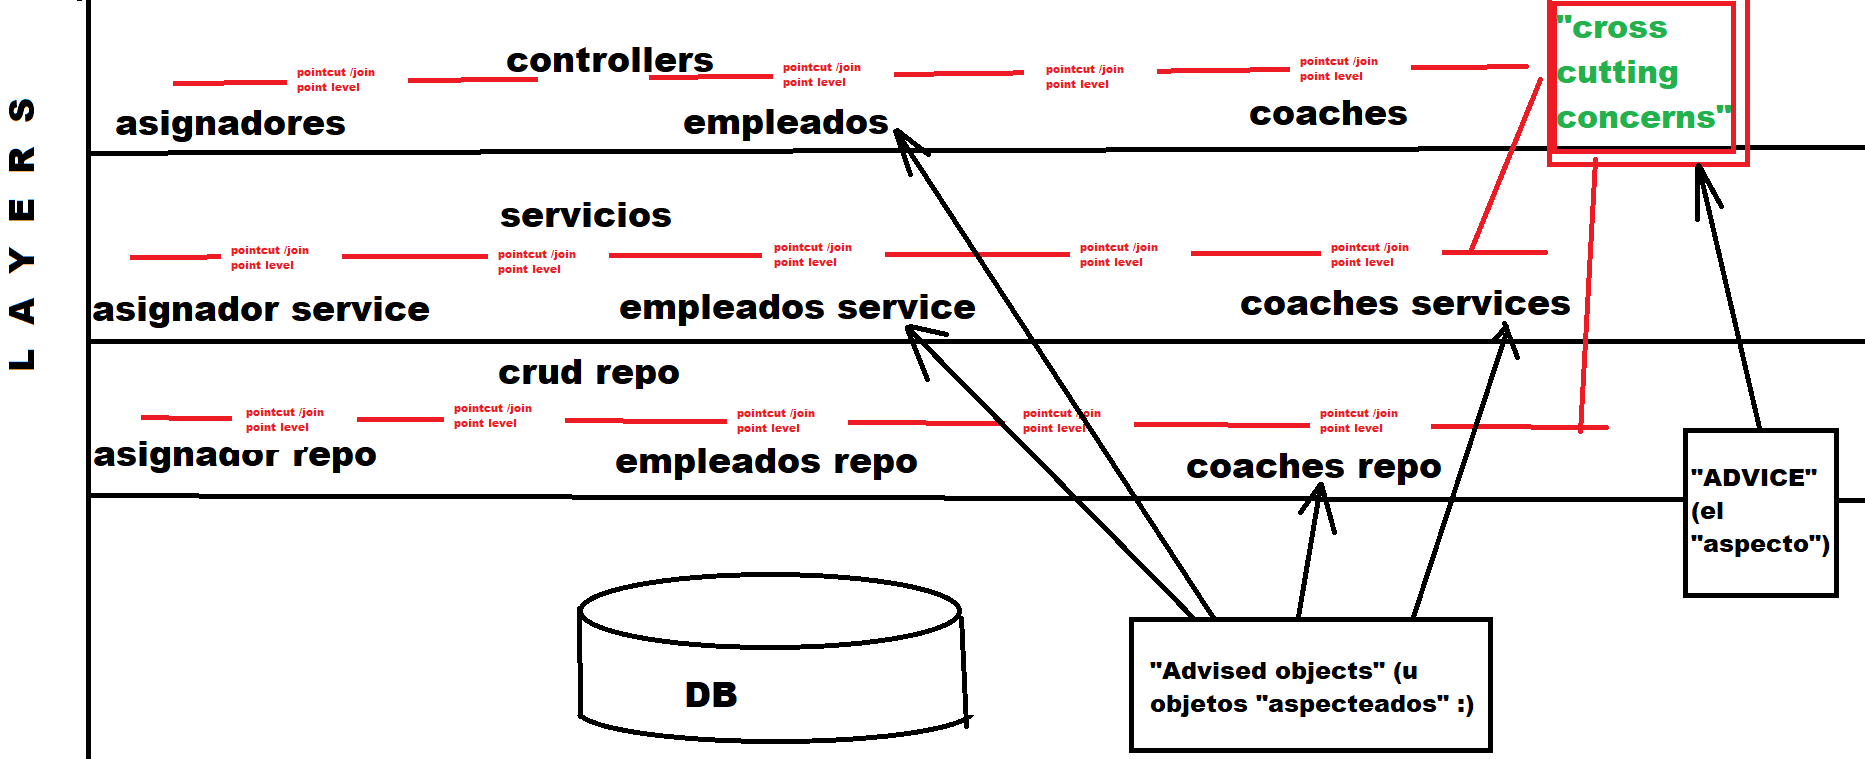 LAYERS
controllers
pointcut /join
point level
pointcut /join
point level
pointcut /join
point level
pointcut /join
point level
asignadores
empleados
coaches
"cross
cutting
concerns"
servicios
pointcut /join
point level
pointcut /join
point level
pointcut /join
point level
pointcut /join
point level
pointcut /join
point level
asignador service
empleados service
coaches services
crud repo
pointcut /join
point level
pointcut /join
point level
pointcut /join
point level
pointcut /join
point level
pointcut /join
point level
asignador repo
empleados repo
coaches repo
"ADVICE"
(el
"aspecto")
DB
"Advised objects" (u
objetos "aspecteados" :)